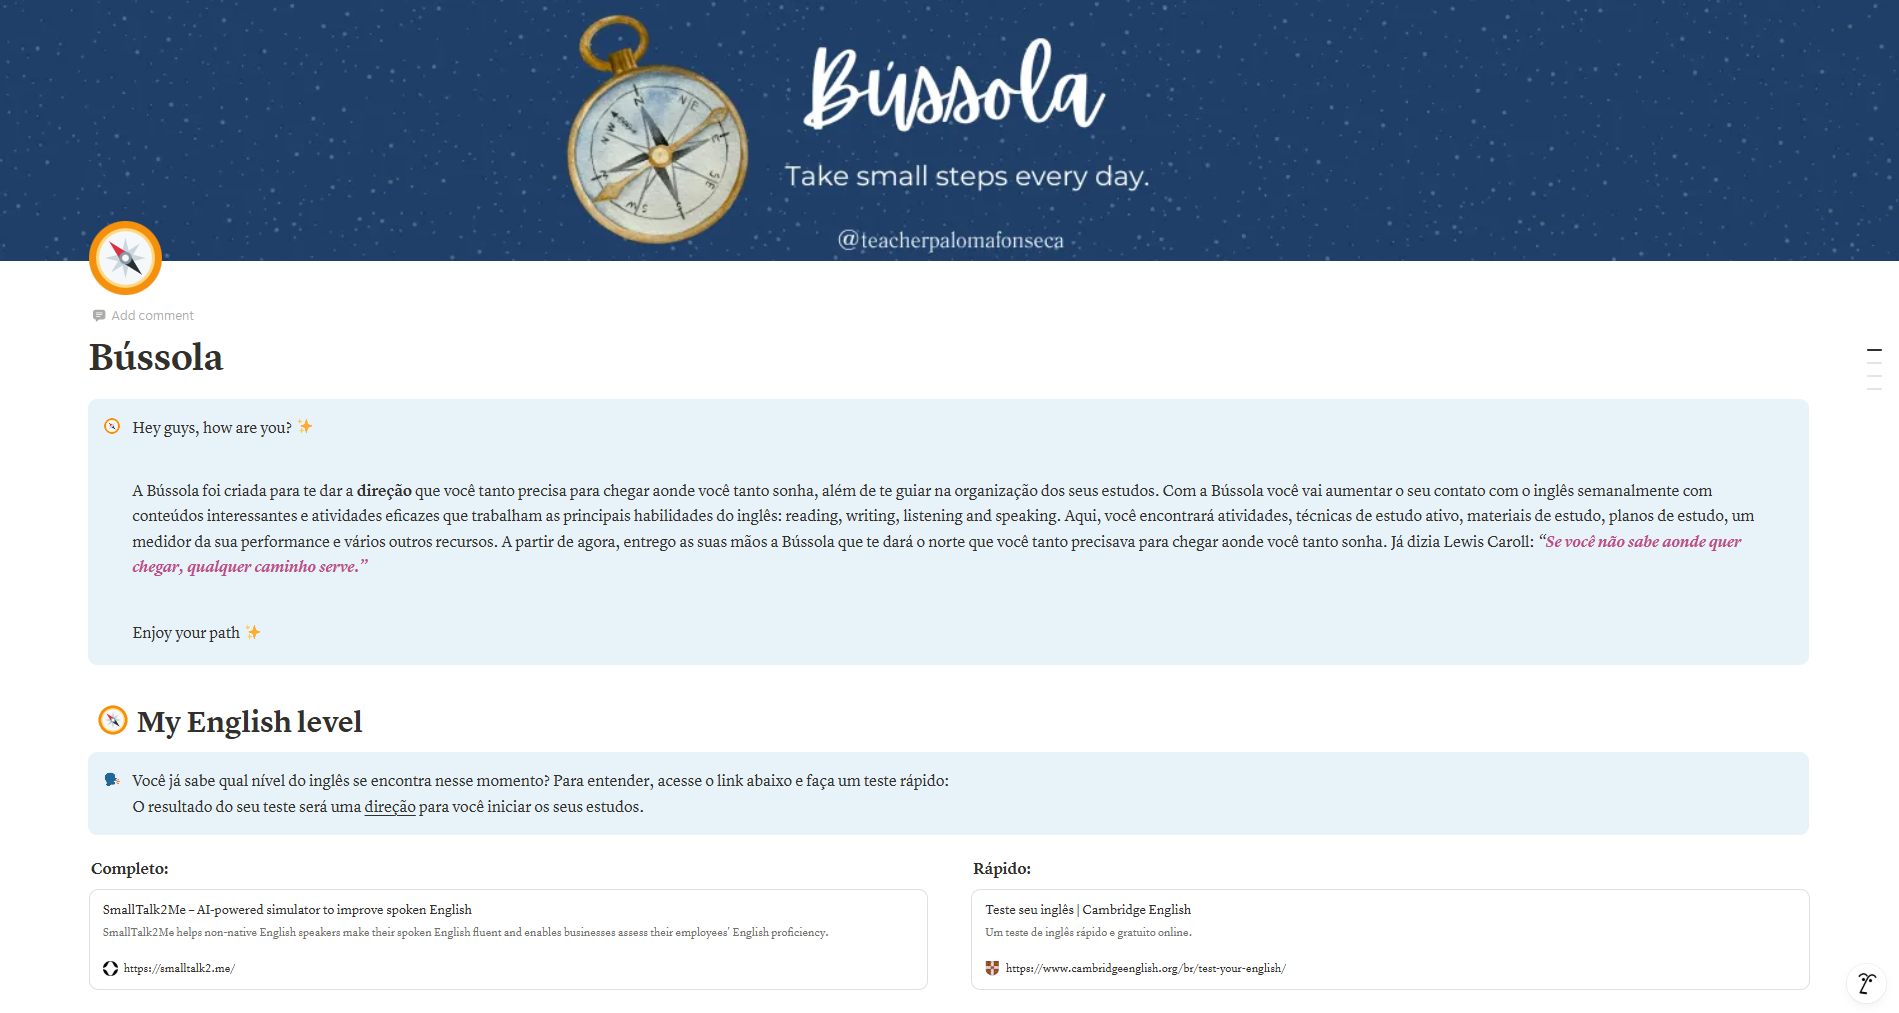 Bússola
Take small steps every day.
@teacherpalomafonseca
N
NE
E
SE
S
SW
W
NW
Add comment
Bússola
Hey guys, how are you? ✨
A Bússola foi criada para te dar a direção que você tanto precisa para chegar aonde você tanto sonha, além de te guiar na organização dos seus estudos. Com a Bússola você vai aumentar o seu contato com o inglês semanalmente com
conteúdos interessantes e atividades eficazes que trabalham as principais habilidades do inglês: reading, writing, listening and speaking. Aqui, você encontrará atividades, técnicas de estudo ativo, materiais de estudo, planos de estudo, um
medidor da sua performance e vários outros recursos. A partir de agora, entrego as suas mãos a Bússola que te dará o norte que você tanto precisava para chegar aonde você tanto sonha. Já dizia Lewis Caroll: “Se você não sabe aonde quer
chegar, qualquer caminho serve.”
Enjoy your path ✨
My English level
Você já sabe qual nível do inglês se encontra nesse momento? Para entender, acesse o link abaixo e faça um teste rápido:
O resultado do seu teste será uma direção para você iniciar os seus estudos.
Completo:
SmallTalk2Me – AI-powered simulator to improve spoken English
SmallTalk2Me helps non-native English speakers make their spoken English fluent and enables businesses assess their employees' English proficiency.
https://smalltalk2.me/
Rápido:
Teste seu inglês | Cambridge English
Um teste de inglês rápido e gratuito online.
https://www.cambridgeenglish.org/br/test-your-english/